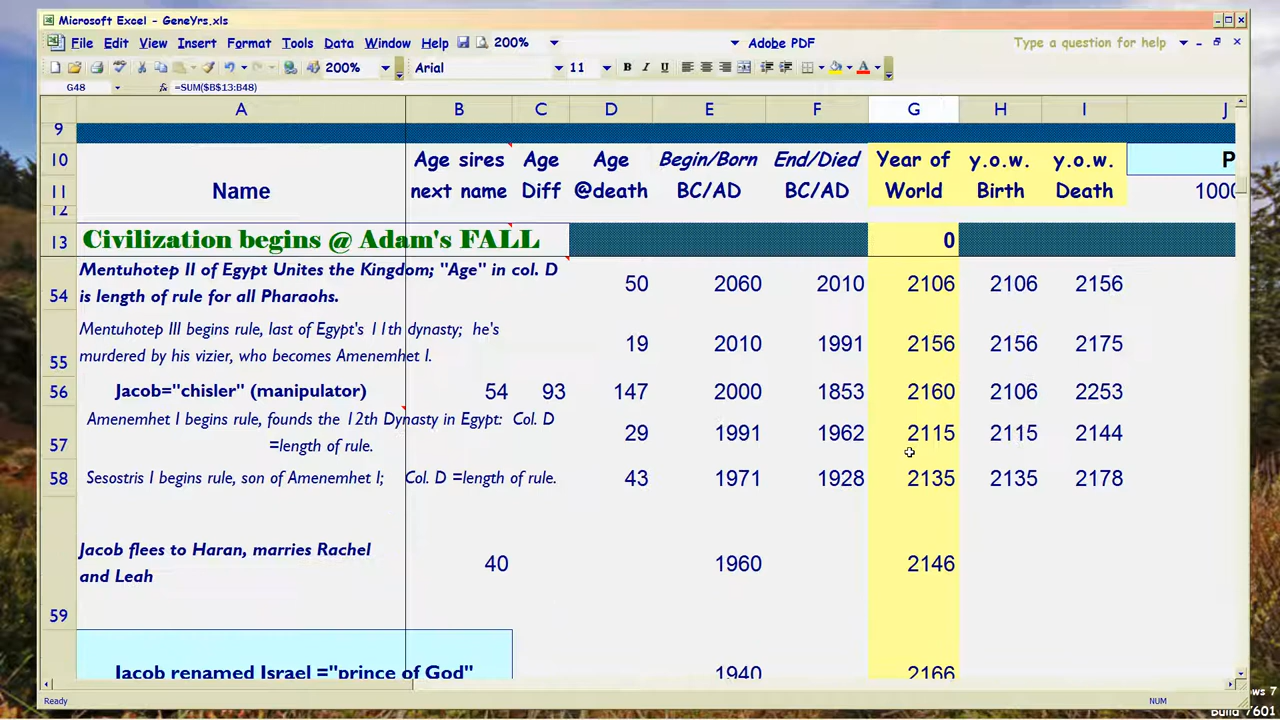 Microsoft Excel - GeneYrs.xls
File Edit View Insert Format Tools Data Window Help 200% Adobe PDF Type a question for help
200% Arial 11 B I U
G48 fx =SUM($B$13:B48)
A B C D E F G H I J
9
10 Age sires Age Age Begin/Born End/Died Year of y.o.w. y.o.w. P
11 Name next name Diff @death BC/AD BC/AD World Birth Death 1000
12
13 Civilization begins @ Adam's FALL 0
Mentuhotep II of Egypt Unites the Kingdom; "Age" in col. D
54 is length of rule for all Pharaohs. 50 2060 2010 2106 2106 2156
Mentuhotep III begins rule, last of Egypt's 11th dynasty; he's
55 murdered by his vizier, who becomes Amenemhet I. 19 2010 1991 2156 2156 2175
56 Jacob="chisler" (manipulator) 54 93 147 2000 1853 2160 2106 2253
Amenemhet I begins rule, founds the 12th Dynasty in Egypt: Col. D
57 =length of rule. 29 1991 1962 2115 2115 2144
58 Sesostris I begins rule, son of Amenemhet I; Col. D =length of rule. 43 1971 1928 2135 2135 2178
Jacob flees to Haran, marries Rachel
and Leah 40 1960 2146
59
Jacob renamed Israel ="prince of God" 1940 2166
Ready NUM
ows 7
Build 7601